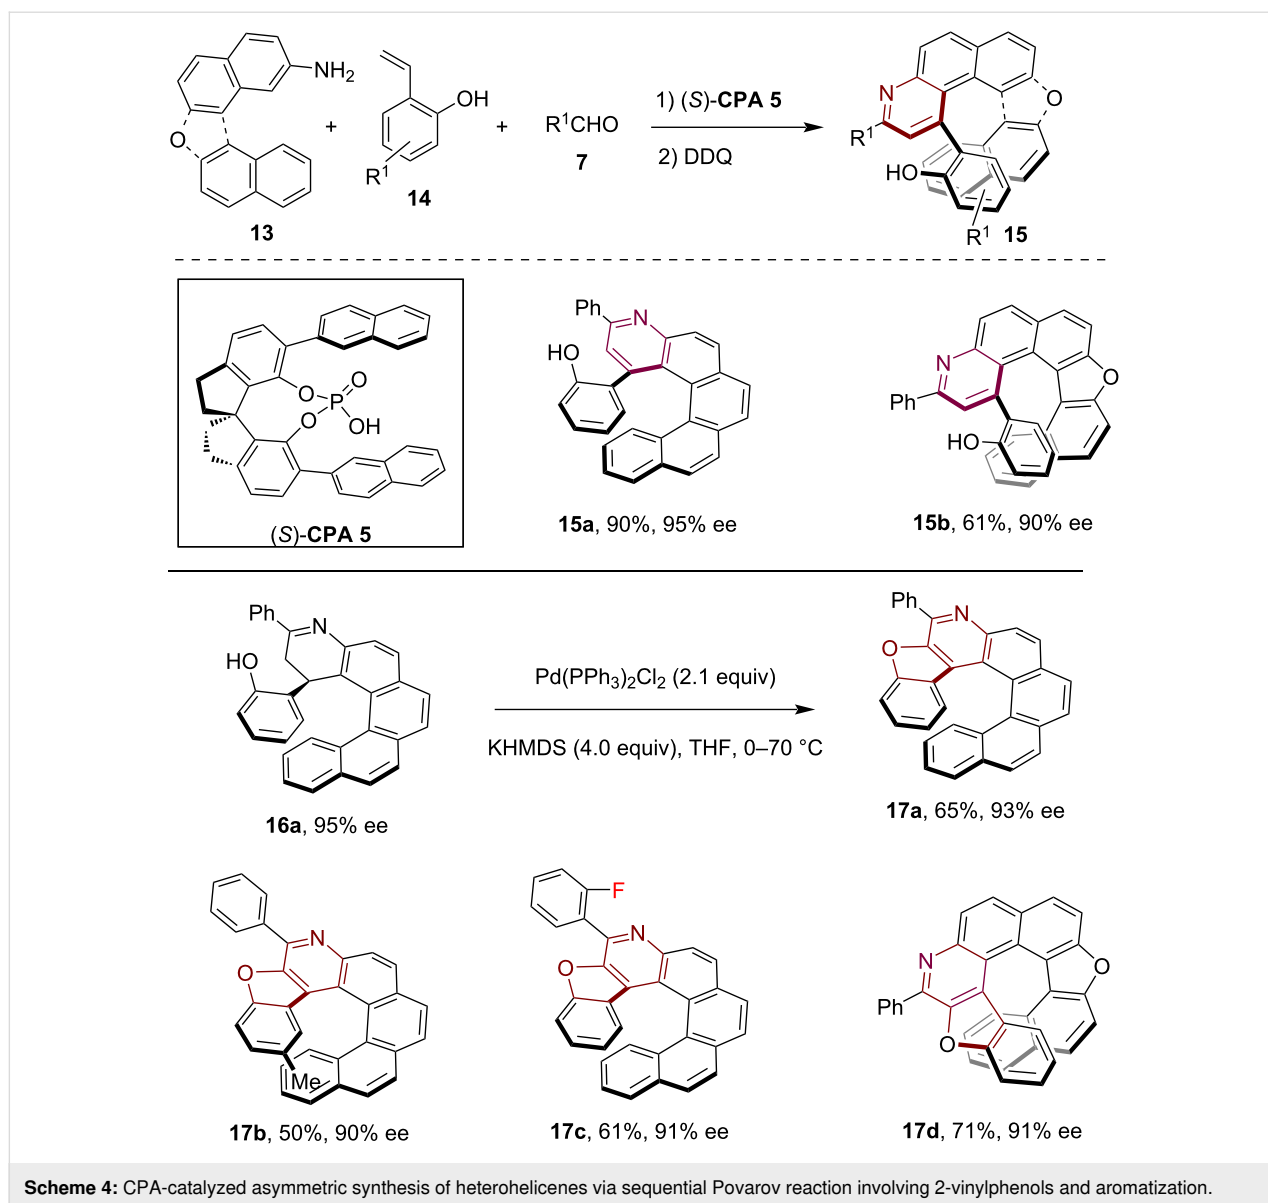 NH₂
O
13
+
OH
R¹
14
+
R¹CHO
7
1) (S)-CPA 5
2) DDQ
N
R¹
O
HO
R¹
15
O
O
P
O
OH
(S)-CPA 5
Ph
N
HO
15a, 90%, 95% ee
N
O
Ph
HO
15b, 61%, 90% ee
Ph
N
HO
16a, 95% ee
Pd(PPh₃)₂Cl₂ (2.1 equiv)
KHMDS (4.0 equiv), THF, 0–70 °C
Ph
N
O
17a, 65%, 93% ee
N
O
Me
17b, 50%, 90% ee
F
N
O
17c, 61%, 91% ee
N
O
Ph
O
17d, 71%, 91% ee
Scheme 4: CPA-catalyzed asymmetric synthesis of heterohelicenes via sequential Povarov reaction involving 2-vinylphenols and aromatization.